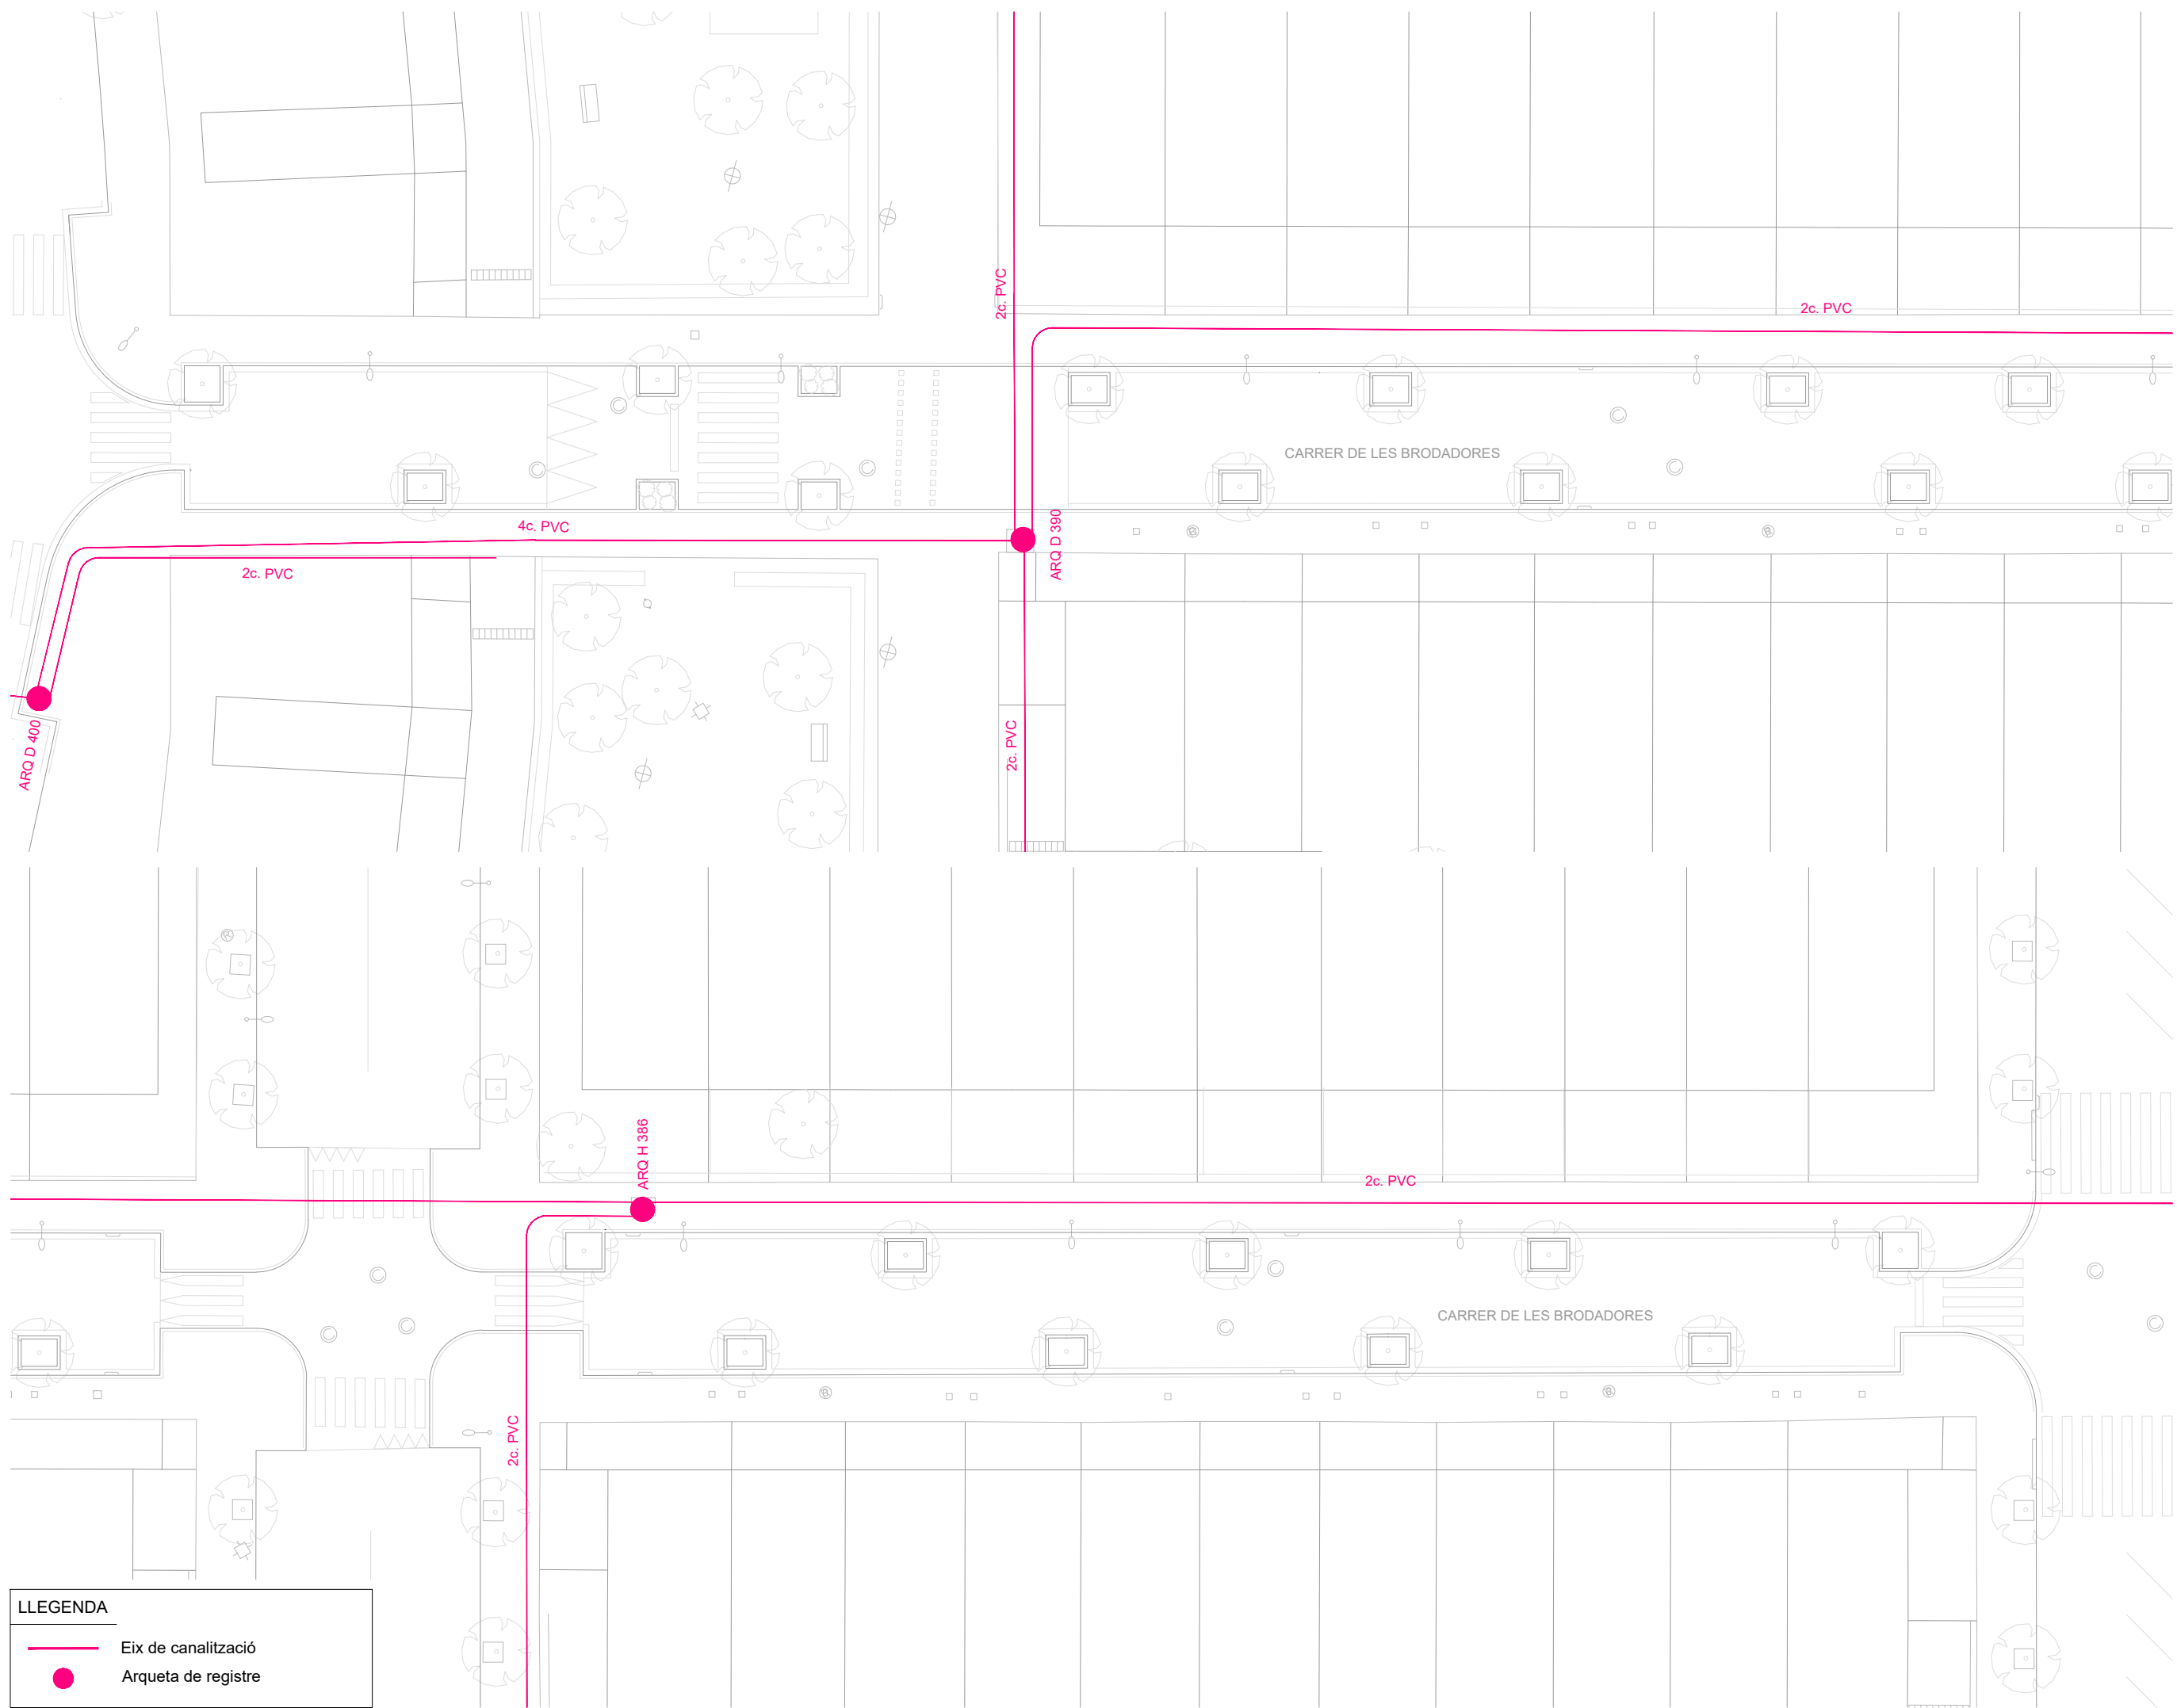 2c. PVC
2c. PVC
CARRER DE LES BRODADORES
4c. PVC
ARQ D 390
2c. PVC
ARQ D 400
2c. PVC
ARQ H 386
2c. PVC
CARRER DE LES BRODADORES
2c. PVC
LLEGENDA
Eix de canalització
Arqueta de registre